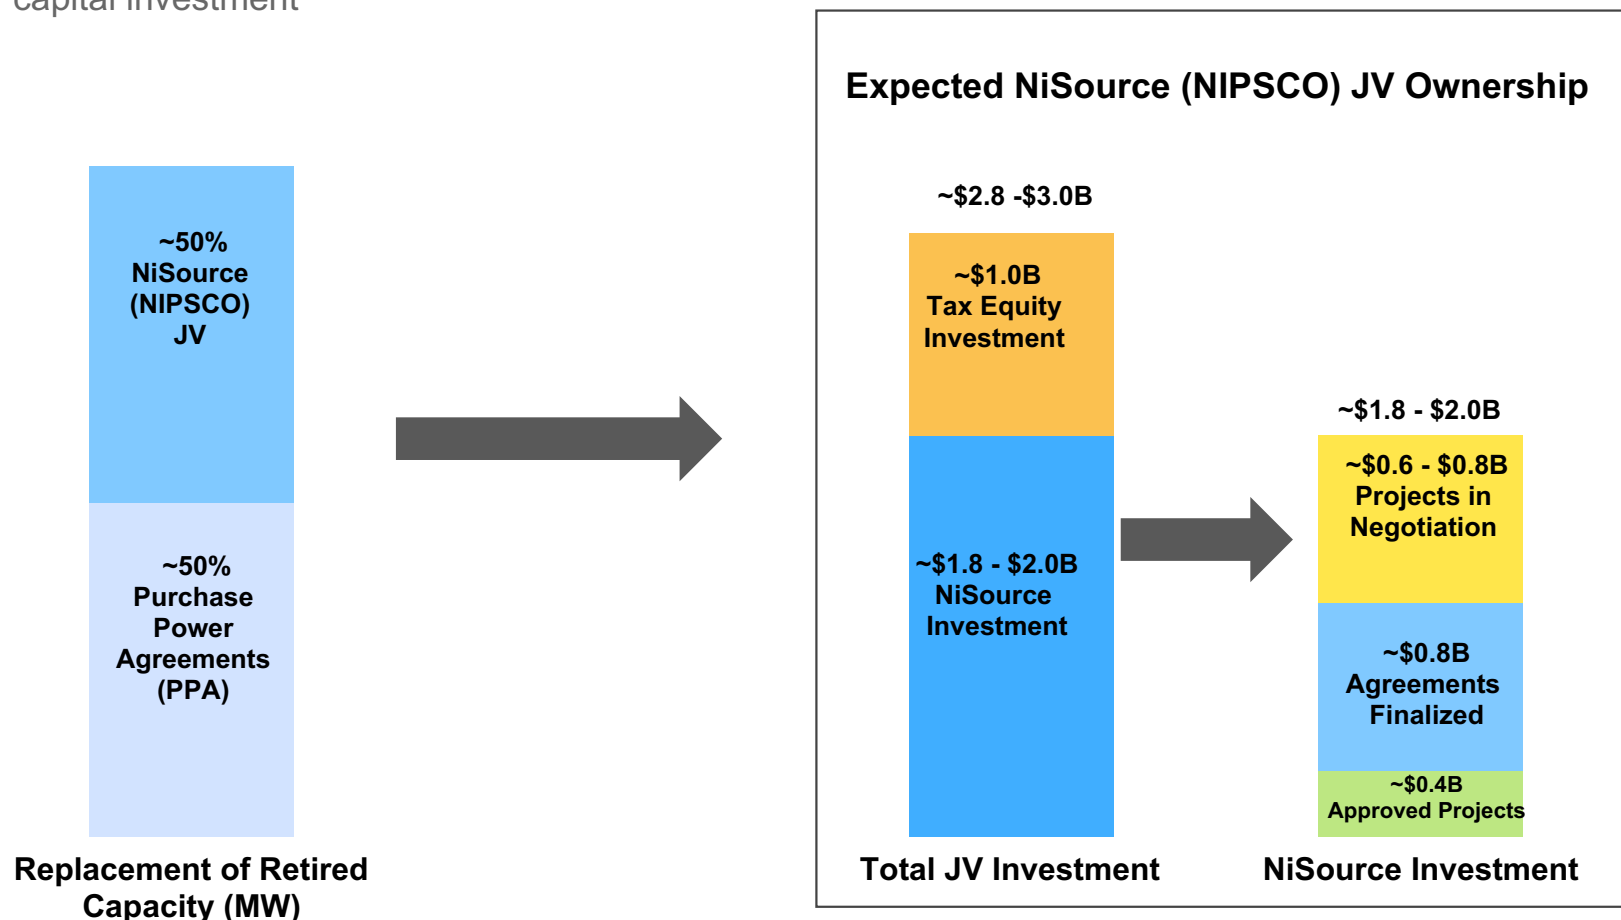 capital investment
Expected NiSource (NIPSCO) JV Ownership
~50%
NiSource
(NIPSCO)
JV
~50%
Purchase
Power
Agreements
(PPA)
Replacement of Retired
Capacity (MW)
~$2.8 -$3.0B
~$1.0B
Tax Equity
Investment
~$1.8 - $2.0B
NiSource
Investment
Total JV Investment
~$1.8 - $2.0B
~$0.6 - $0.8B
Projects in
Negotiation
~$0.8B
Agreements
Finalized
~$0.4B
Approved Projects
NiSource Investment